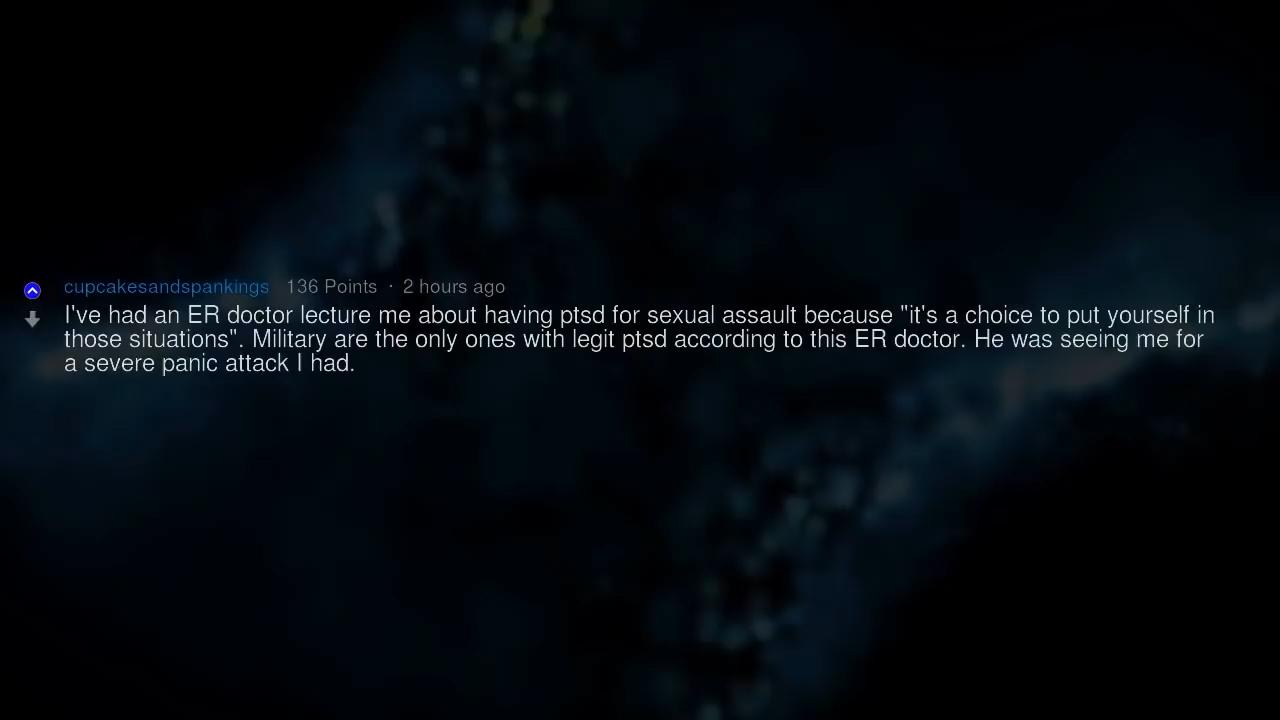 cupcakesandspankings 136 Points · 2 hours ago
I've had an ER doctor lecture me about having ptsd for sexual assault because "it's a choice to put yourself in
those situations". Military are the only ones with legit ptsd according to this ER doctor. He was seeing me for
a severe panic attack I had.